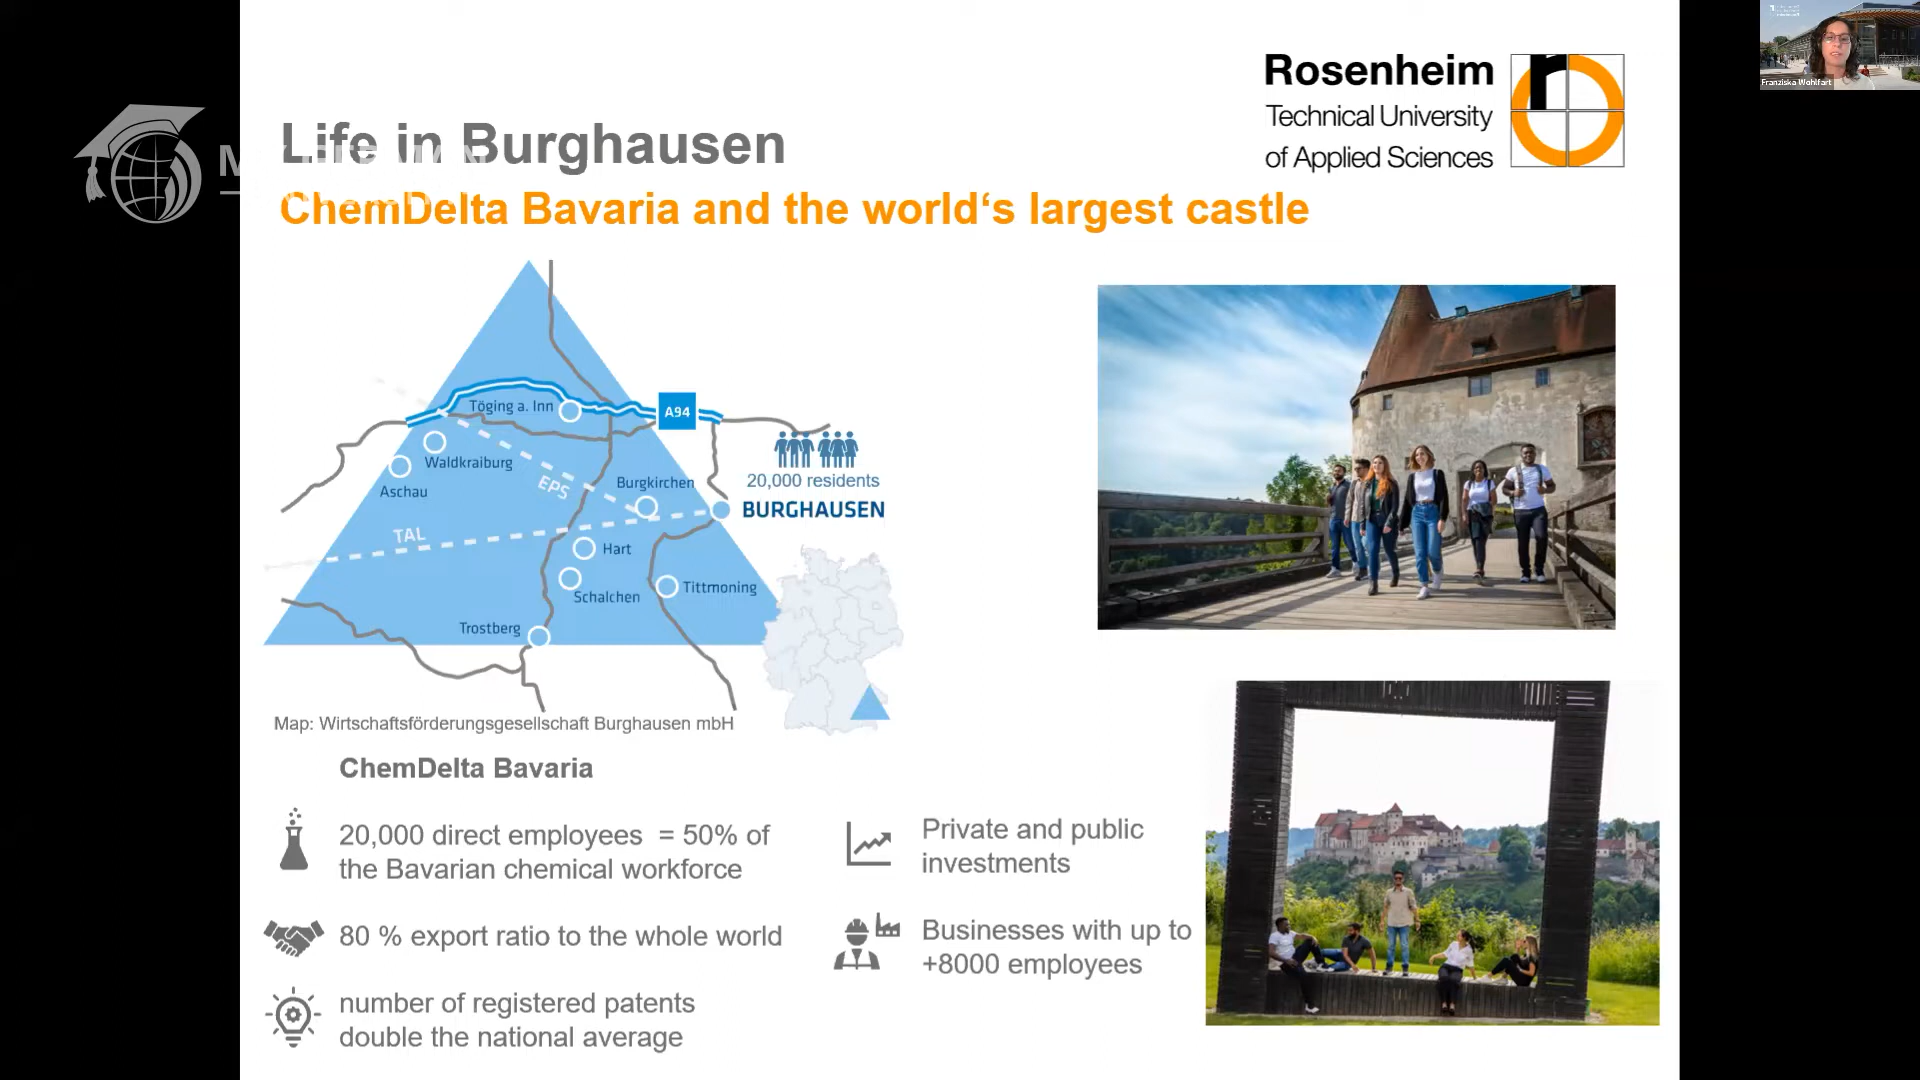 Rosenheim
Technical University
of Applied Sciences
Franziska Wohlfart
Life in Burghausen
ChemDelta Bavaria and the world‘s largest castle
A94
Töging a. Inn
Waldkraiburg
Aschau
EPS
Burgkirchen
20,000 residents
BURGHAUSEN
TAL
Hart
Schalchen
Tittmoning
Trostberg
Map: Wirtschaftsförderungsgesellschaft Burghausen mbH
ChemDelta Bavaria
20,000 direct employees = 50% of
the Bavarian chemical workforce
80 % export ratio to the whole world
number of registered patents
double the national average
Private and public
investments
Businesses with up to
+8000 employees